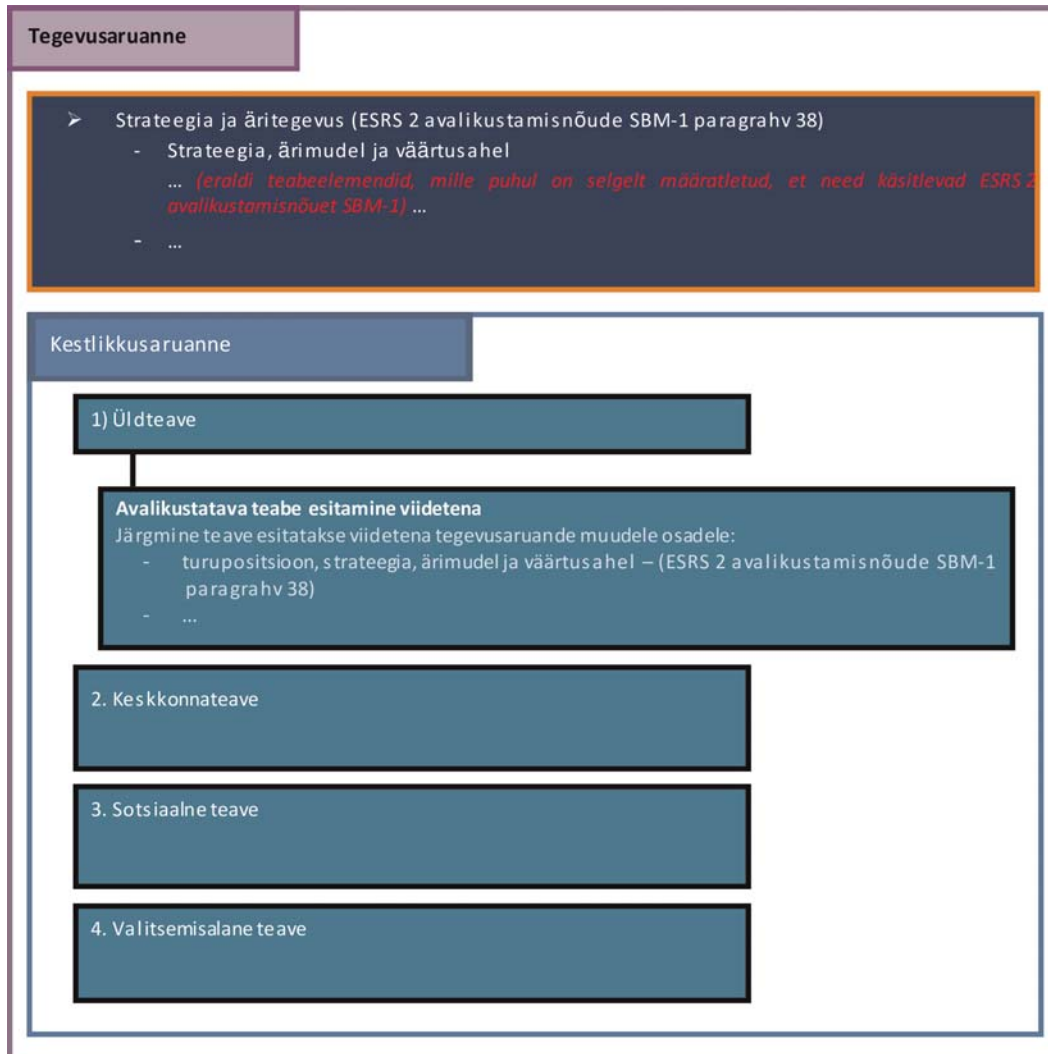 Tegevusaruanne
➢ Strateegia ja äritegevus (ESRS 2 avalikustamisnõude SBM-1 paragrahv 38)
- Strateegia, ärimudel ja väärtusahel
... (eraldi teabeelemendid, mille puhul on selgelt määratletud, et need käsitlevad ESRS 2
avalikustamisnõuet SBM-1) ...
- ...
Kestlikkusaruanne
1) Üldteave
Avalikustatava teabe esitamine viidetena
Järgmine teave esitatakse viidetena tegevusaruande muudele osadele:
- turupositsioon, strateegia, ärimudel ja väärtusahel – (ESRS 2 avalikustamisnõude SBM-1
paragrahv 38)
- ...
2. Keskkonnateave
3. Sotsiaalne teave
4. Valitsemisalane teave